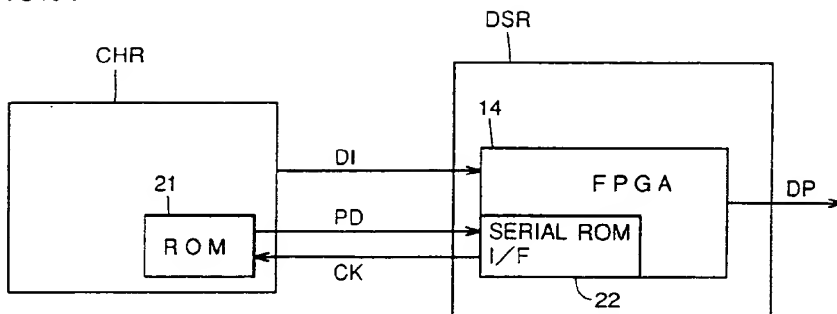 DSR
CHR
14
DI
FPGA
DP
21
PD
ROM
SERIAL ROM
I/F
CK
22